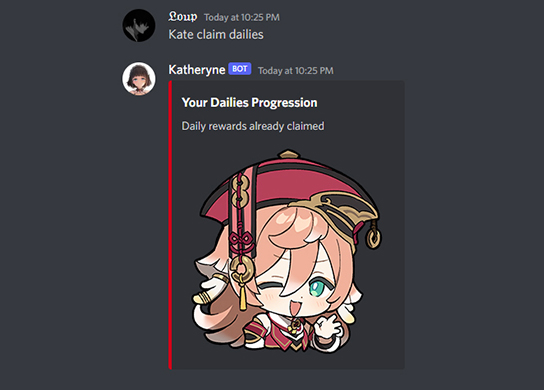 𝕷𝖔𝖚𝖕 Today at 10:25 PM
Kate claim dailies
Katheryne BOT Today at 10:25 PM
Your Dailies Progression
Daily rewards already claimed